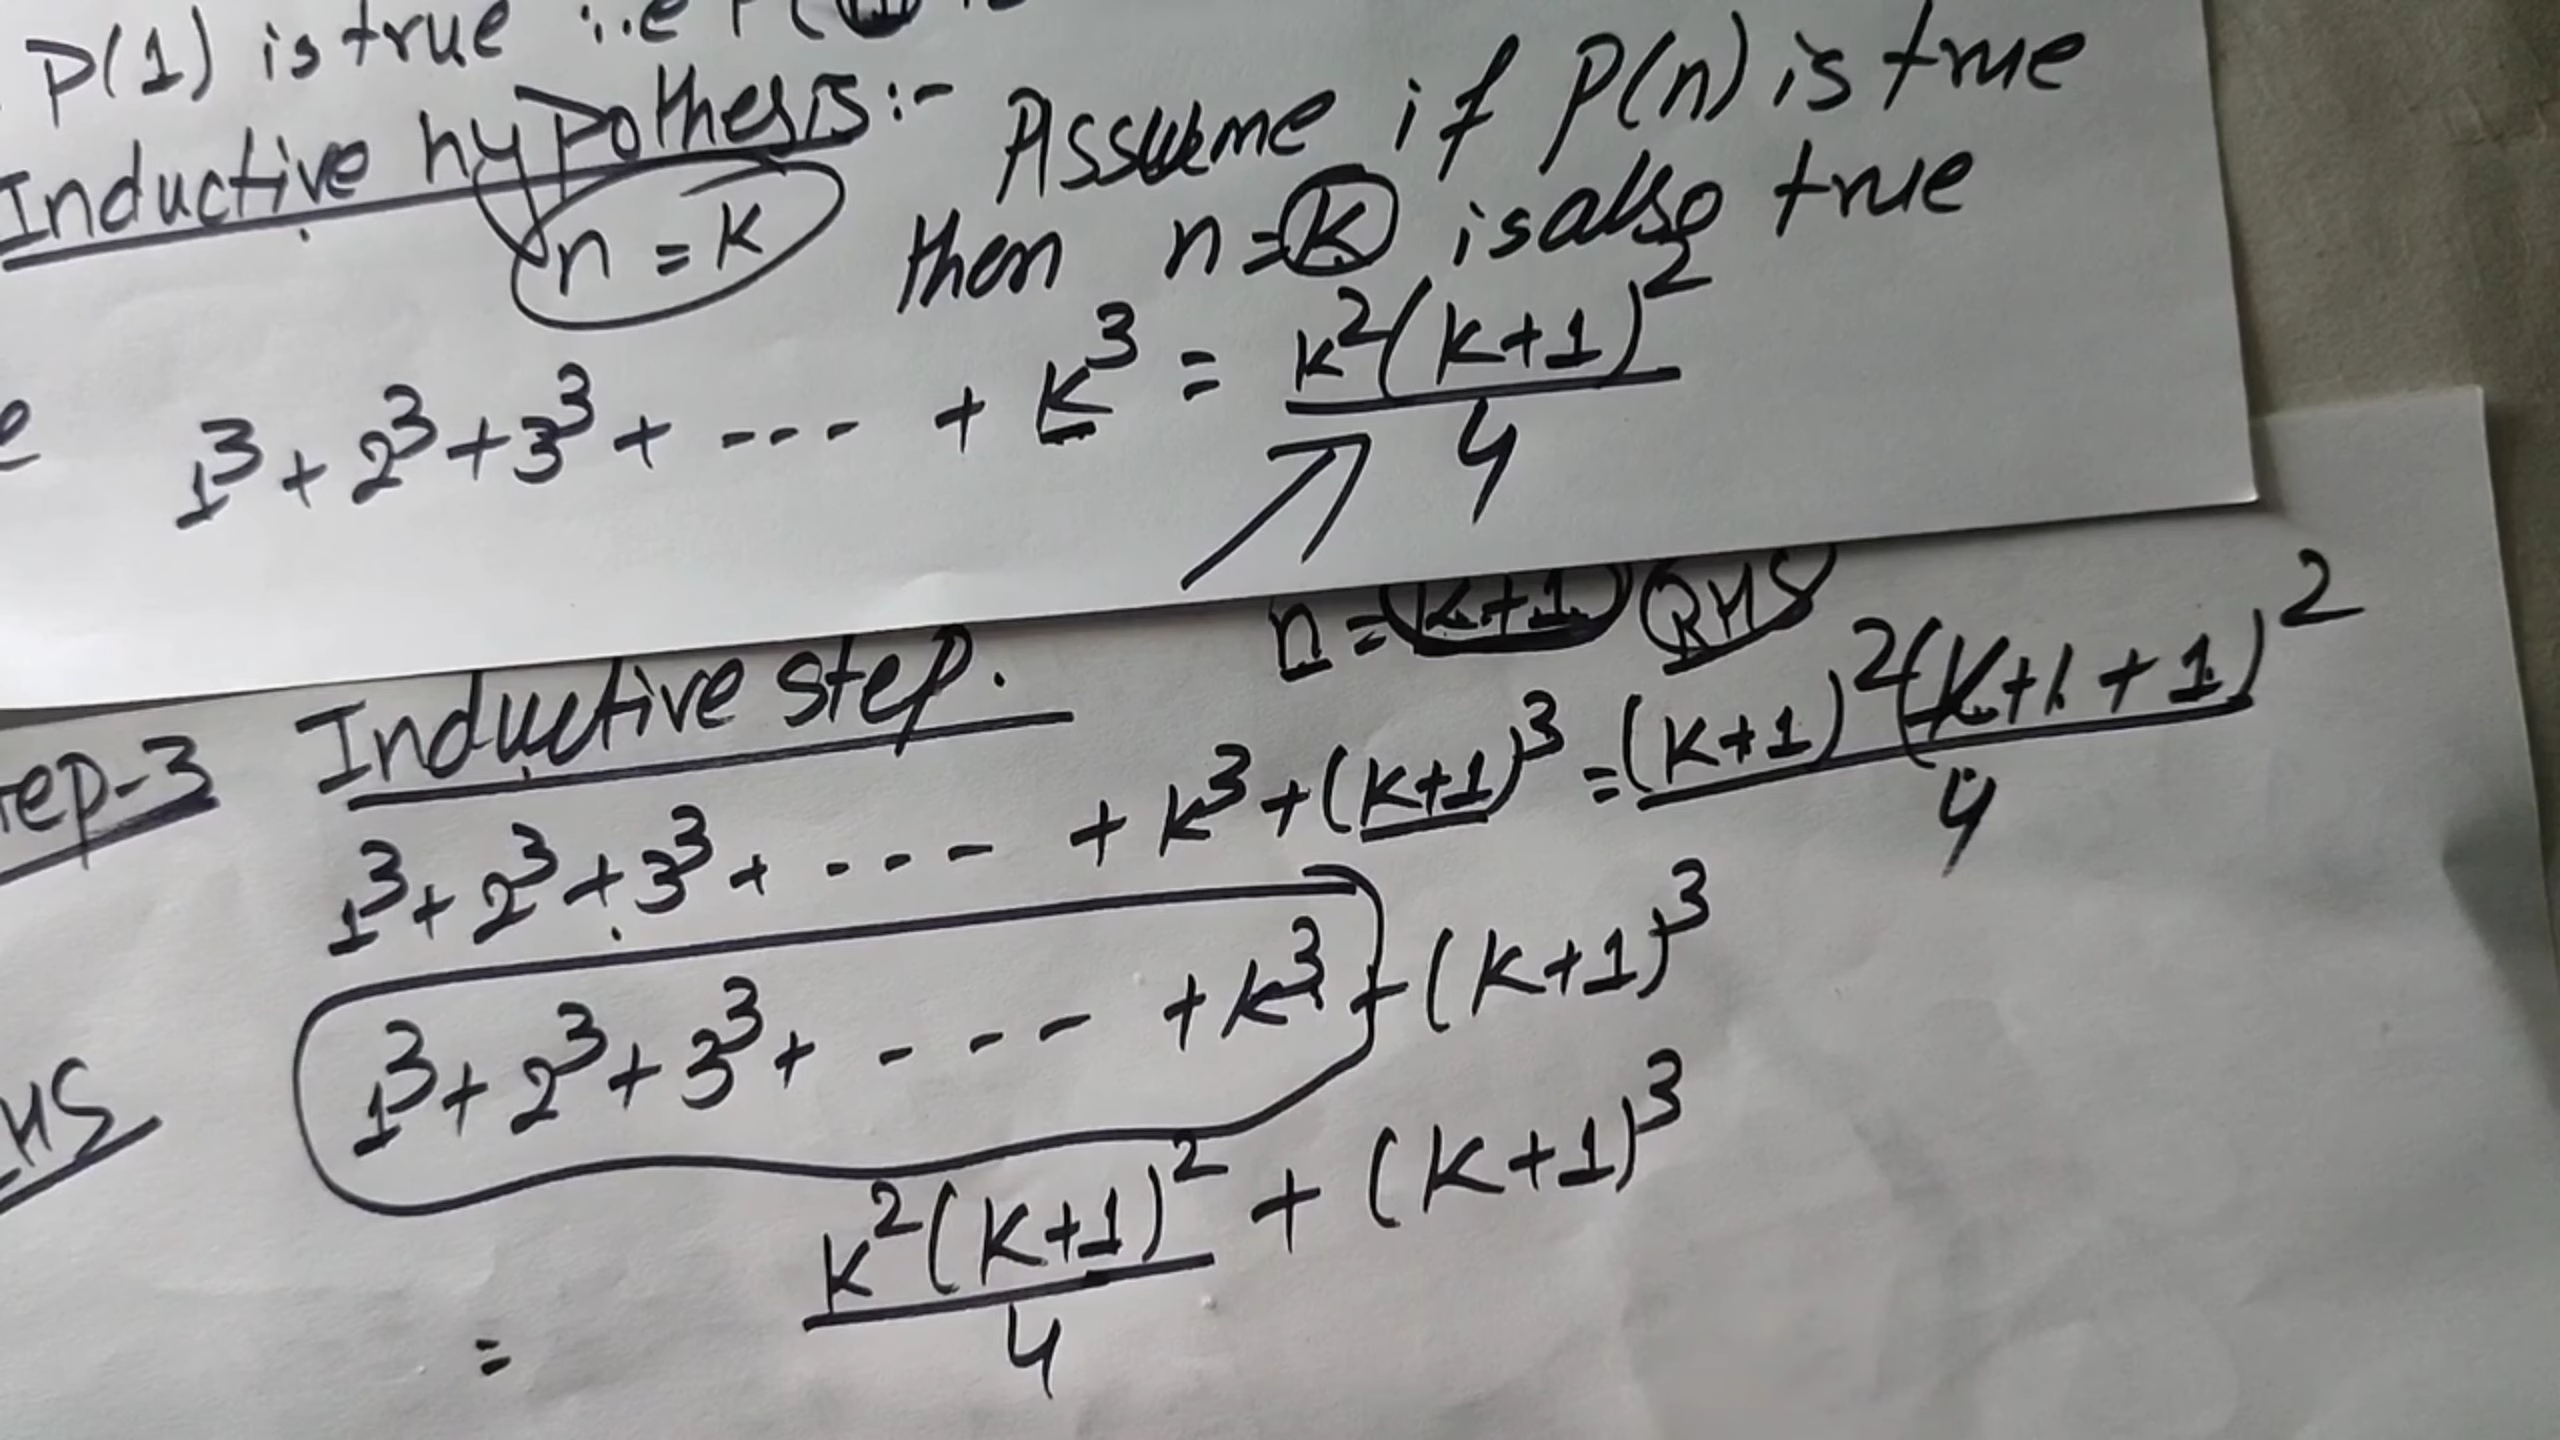 P(1) is true i.e P(
Inductive hypothesis:- Assume if P(n) is true
n = k then n = k is also true
1³ + 2³ + 3³ + --- + k³ = k²(k+1)²/4
n = k+1 RHS
Step-3 Inductive step.
1³ + 2³ + 3³ + --- + k³ + (k+1)³ = (k+1)²(k+1+1)²/4
LHS 1³ + 2³ + 3³ + --- + k³ + (k+1)³
= k²(k+1)²/4 + (k+1)³